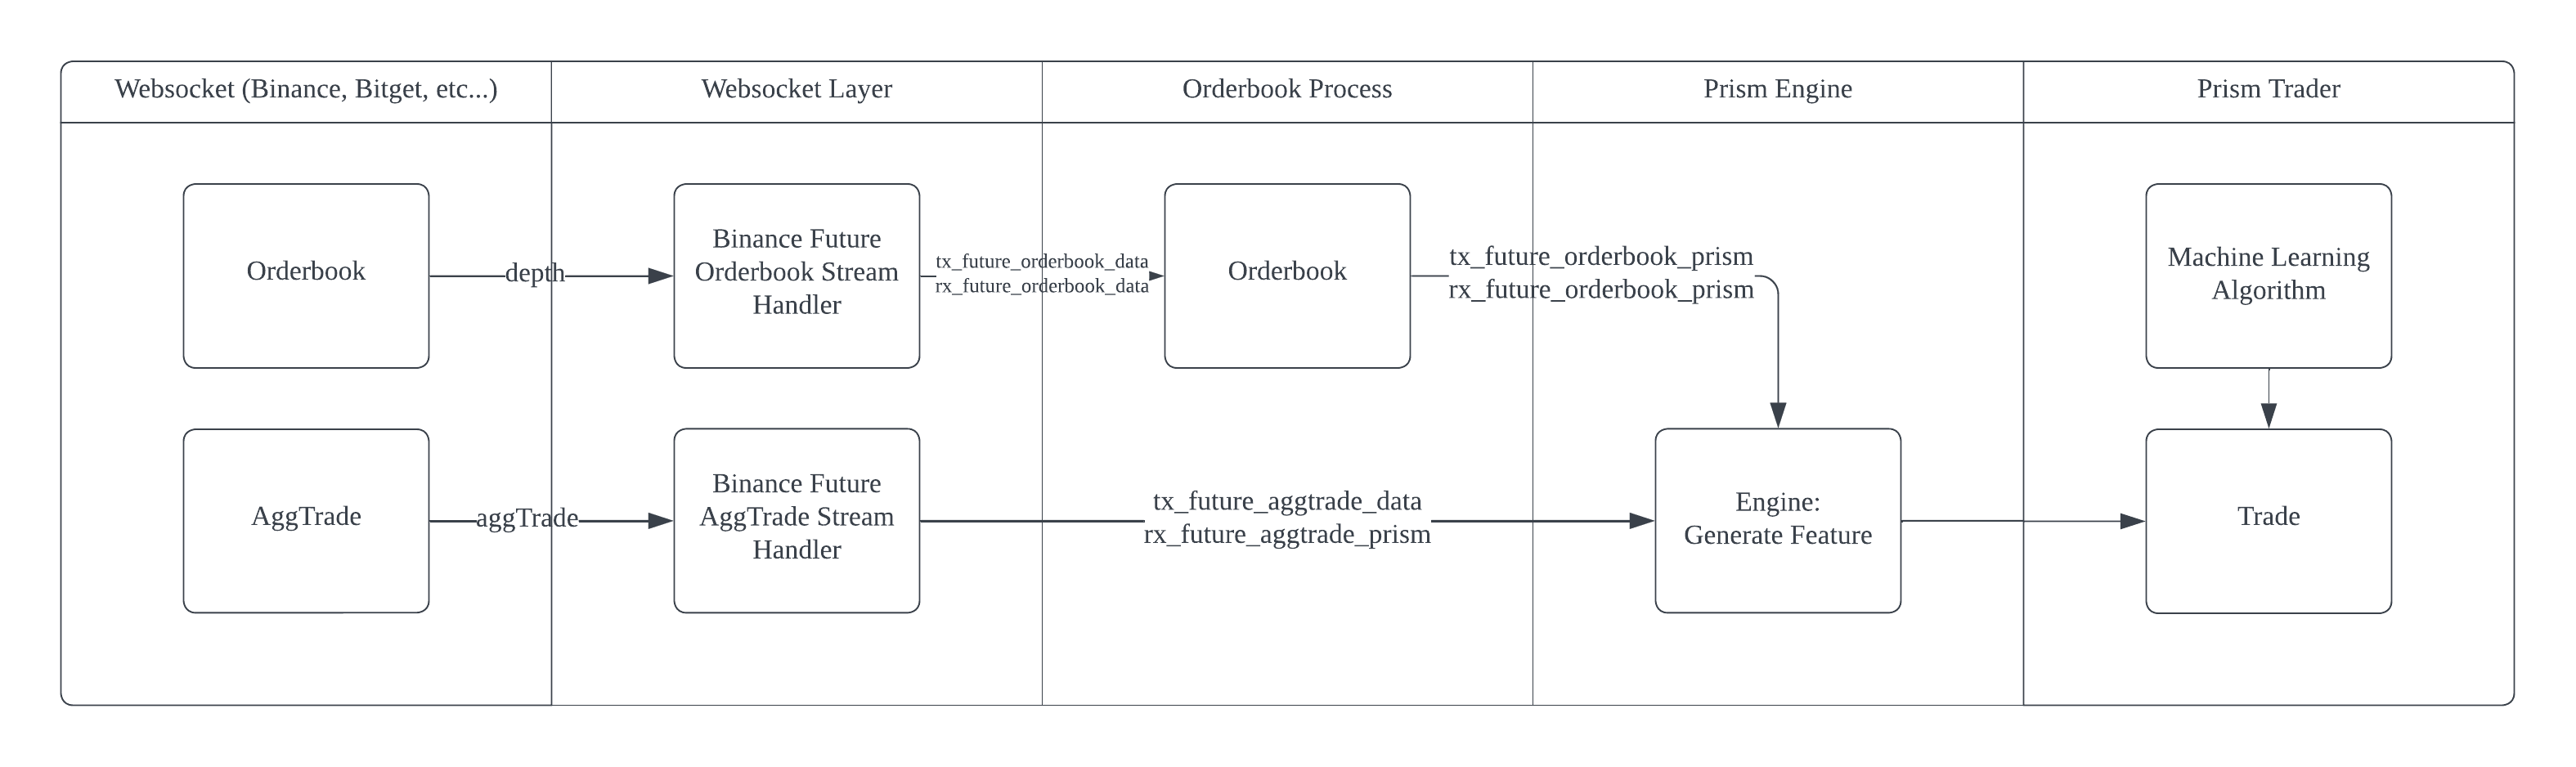 Websocket (Binance, Bitget, etc...)
Websocket Layer
Orderbook Process
Prism Engine
Prism Trader
Orderbook
depth
Binance Future
Orderbook Stream
Handler
tx_future_orderbook_data
rx_future_orderbook_data
Orderbook
tx_future_orderbook_prism
rx_future_orderbook_prism
Machine Learning
Algorithm
AggTrade
aggTrade
Binance Future
AggTrade Stream
Handler
tx_future_aggtrade_data
rx_future_aggtrade_prism
Engine:
Generate Feature
Trade